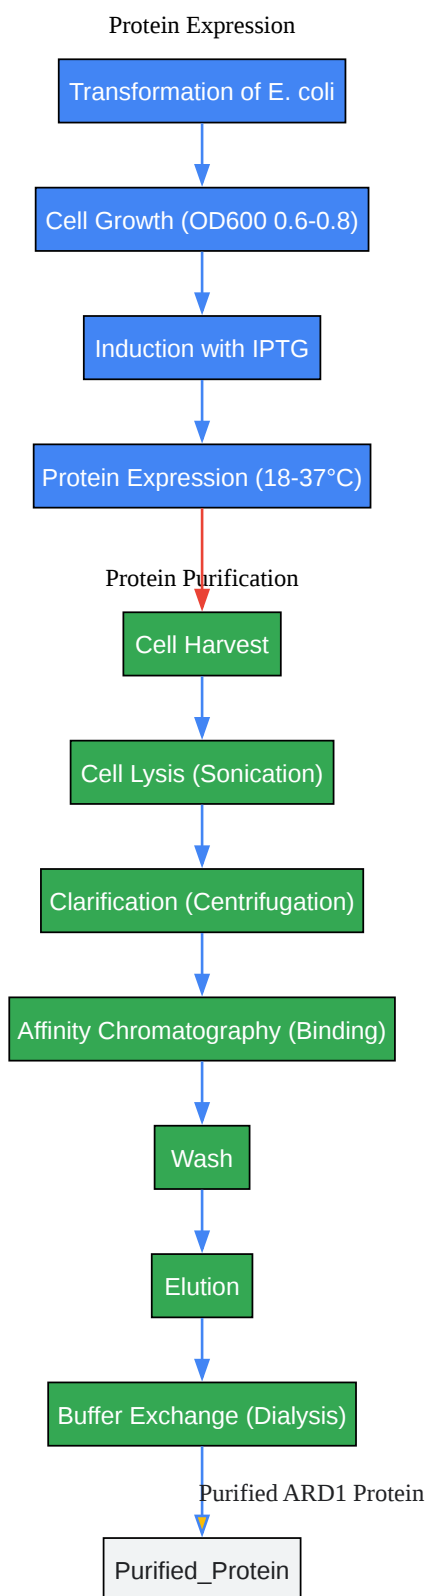 Protein Expression
Transformation of E. coli
Cell Growth (OD600 0.6-0.8)
Induction with IPTG
Protein Expression (18-37°C)
Protein Purification
Cell Harvest
Cell Lysis (Sonication)
Clarification (Centrifugation)
Affinity Chromatography (Binding)
Wash
Elution
Buffer Exchange (Dialysis)
Purified ARD1 Protein
Purified_Protein